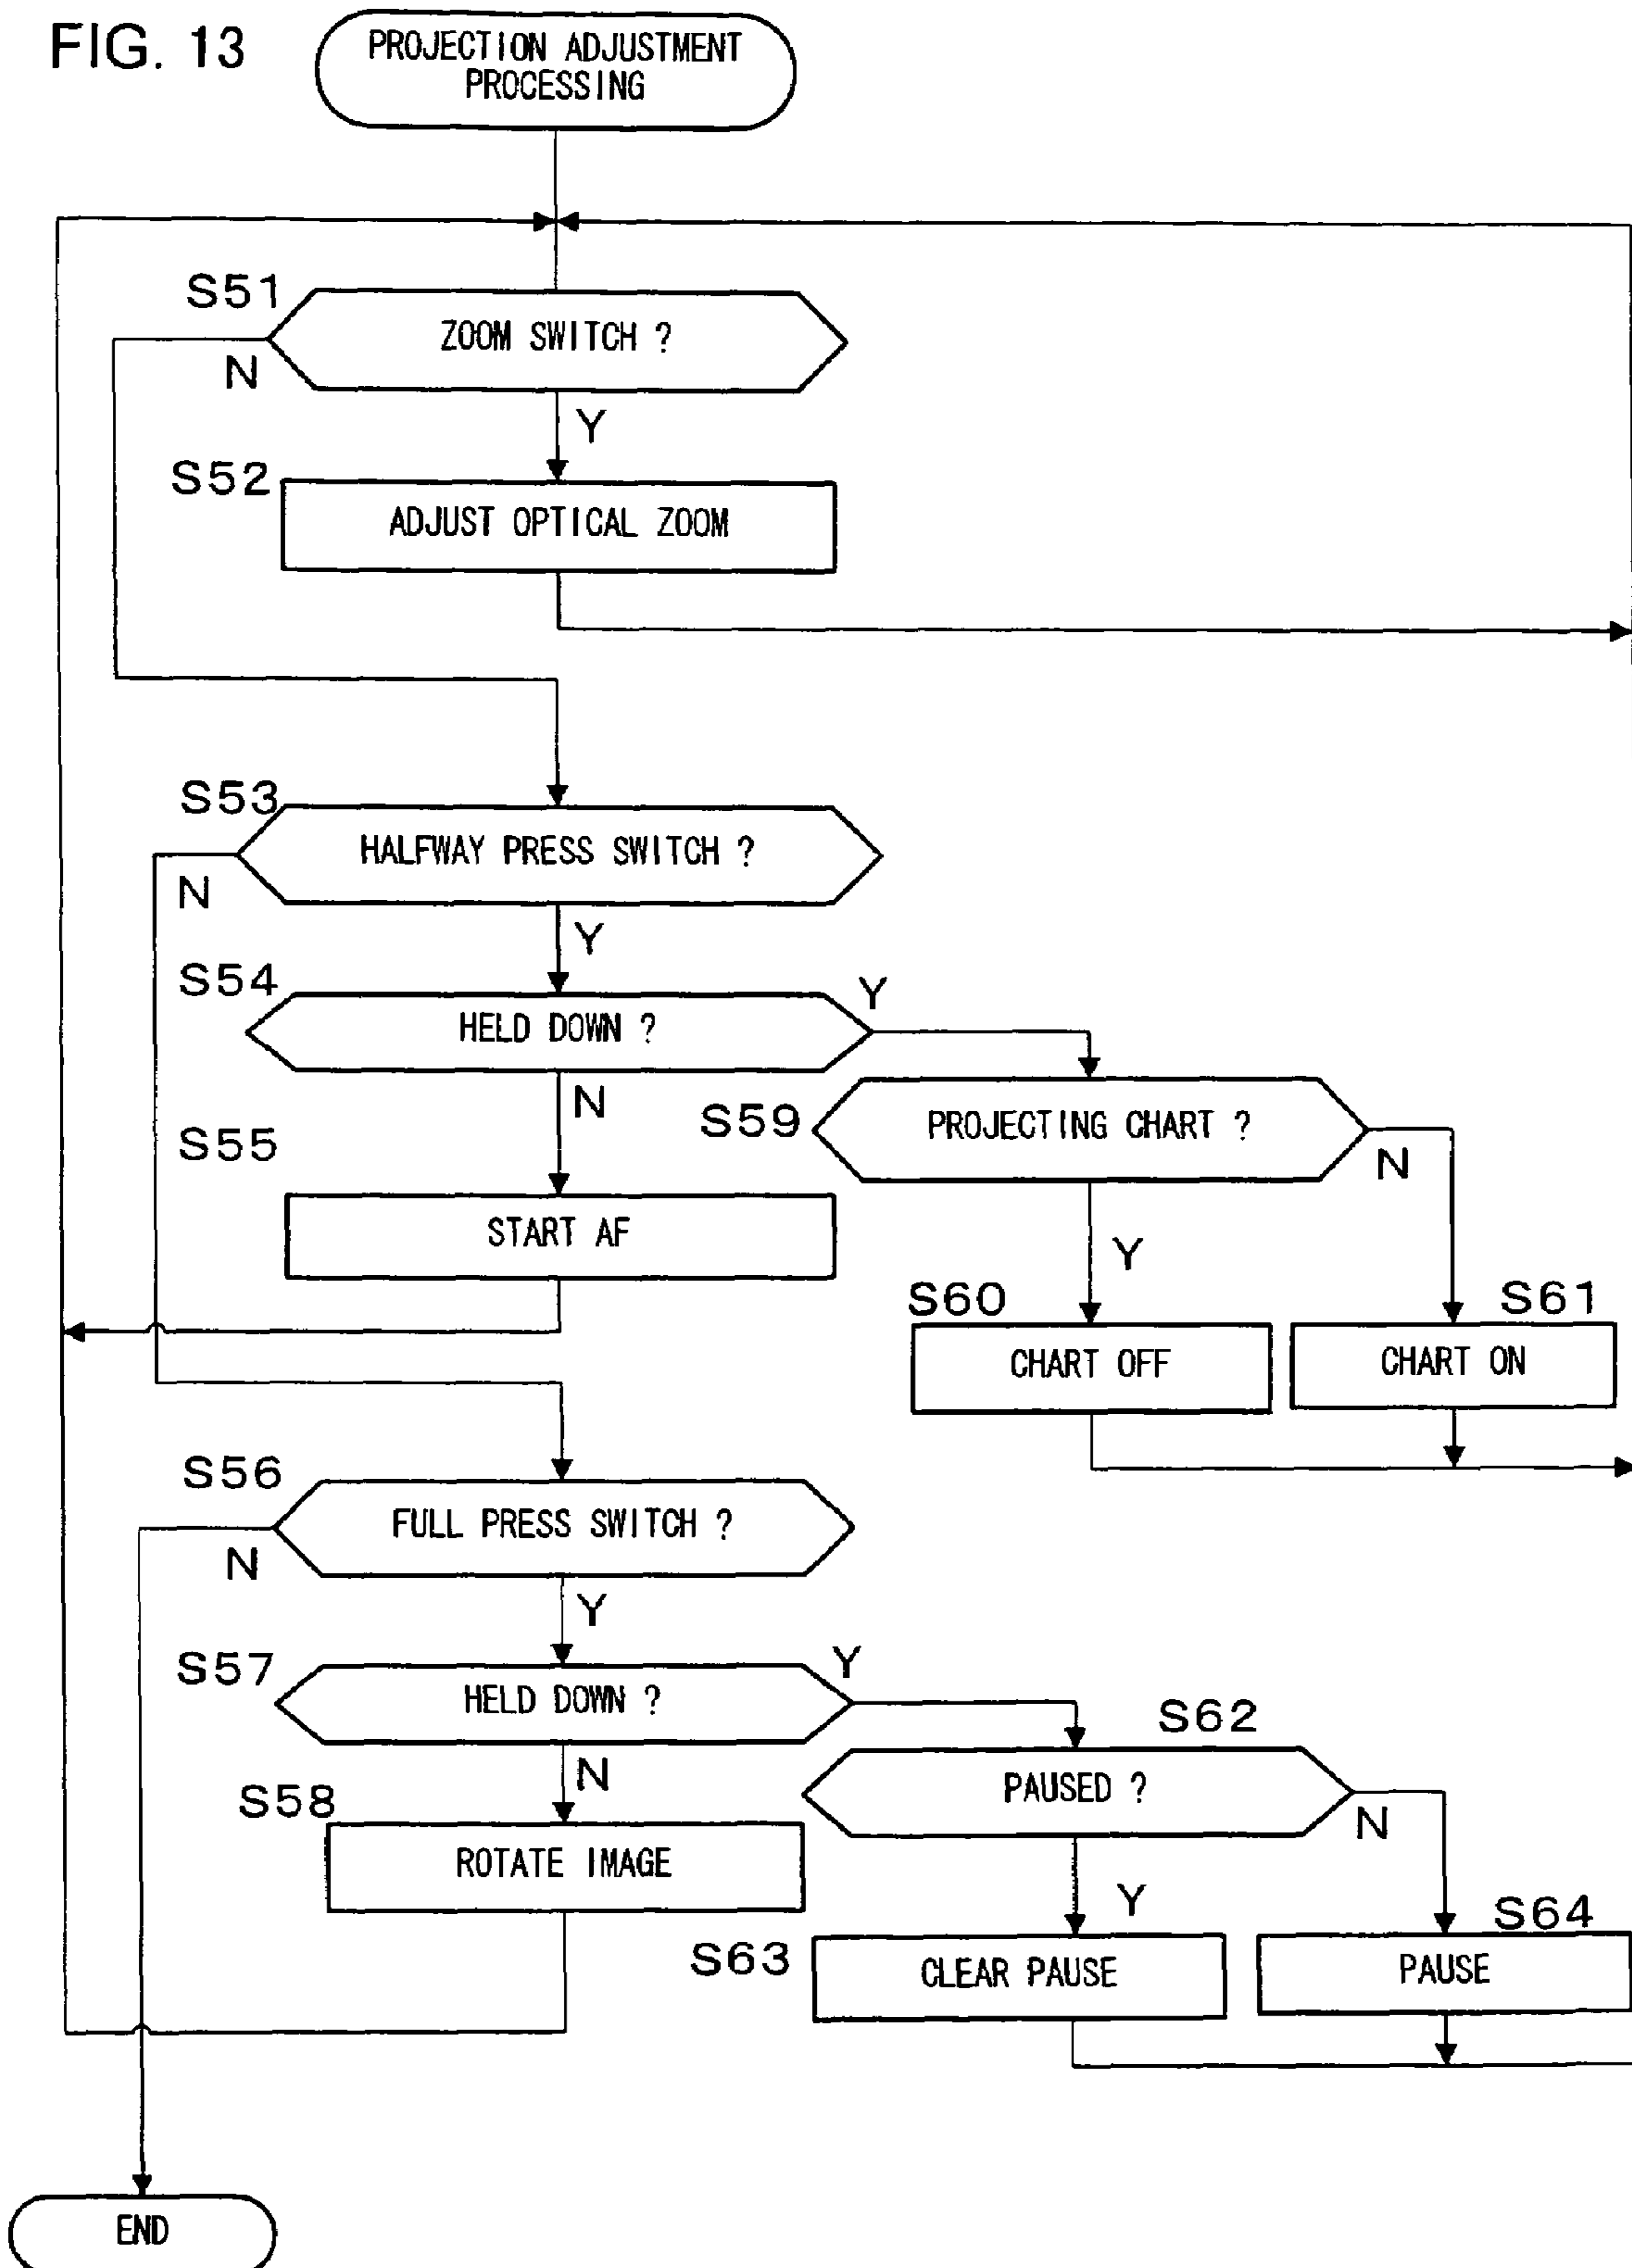 FIG. 13
PROJECTION ADJUSTMENT
PROCESSING
S51
ZOOM SWITCH ?
N
Y
S52
ADJUST OPTICAL ZOOM
S53
HALFWAY PRESS SWITCH ?
N
Y
S54
HELD DOWN ?
Y
N
S59
PROJECTING CHART ?
N
S55
START AF
Y
S60
CHART OFF
S61
CHART ON
S56
FULL PRESS SWITCH ?
N
Y
S57
HELD DOWN ?
Y
S62
PAUSED ?
N
N
S58
ROTATE IMAGE
Y
S63
CLEAR PAUSE
S64
PAUSE
END